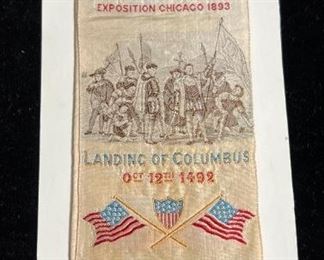 EXPOSITION CHICAGO 1893
LANDING OF COLUMBUS
OCT 12TH 1492